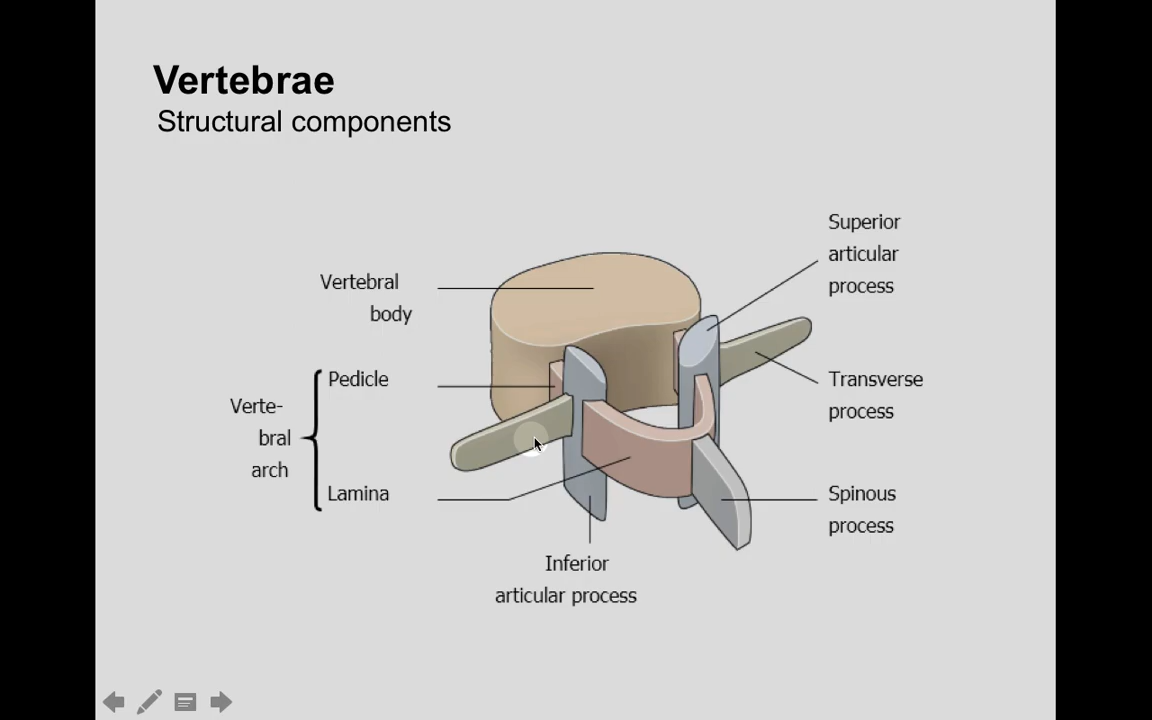 Vertebrae
Structural components
Superior
articular
process
Vertebral
body
Pedicle
Transverse
process
Verte-
bral
arch
Lamina
Spinous
process
Inferior
articular process